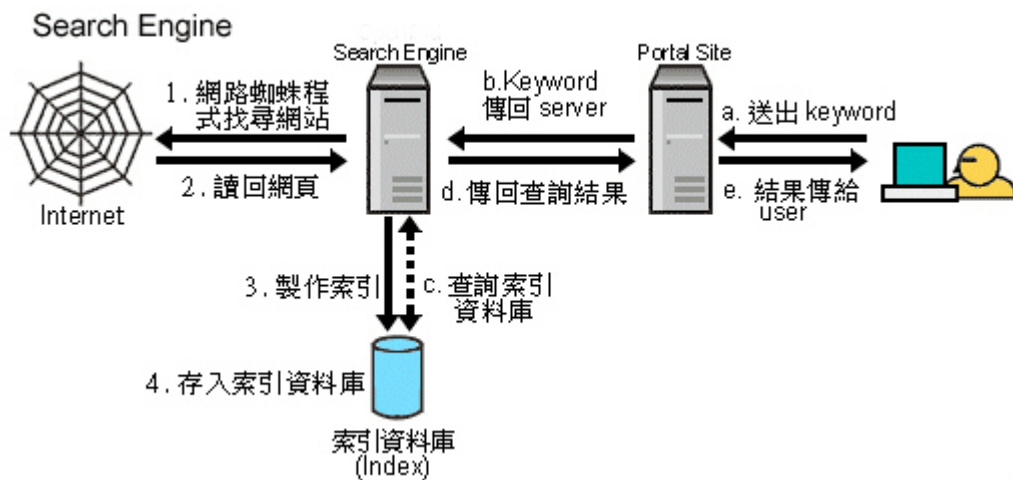 Search Engine
Search Engine
Portal Site
1. 網路蜘蛛程
式找尋網站
2. 讀回網頁
Internet
b.Keyword
傳回 server
d.傳回查詢結果
a. 送出 keyword
e. 結果傳給
user
3. 製作索引
c. 查詢索引
資料庫
4. 存入索引資料庫
索引資料庫
(Index)